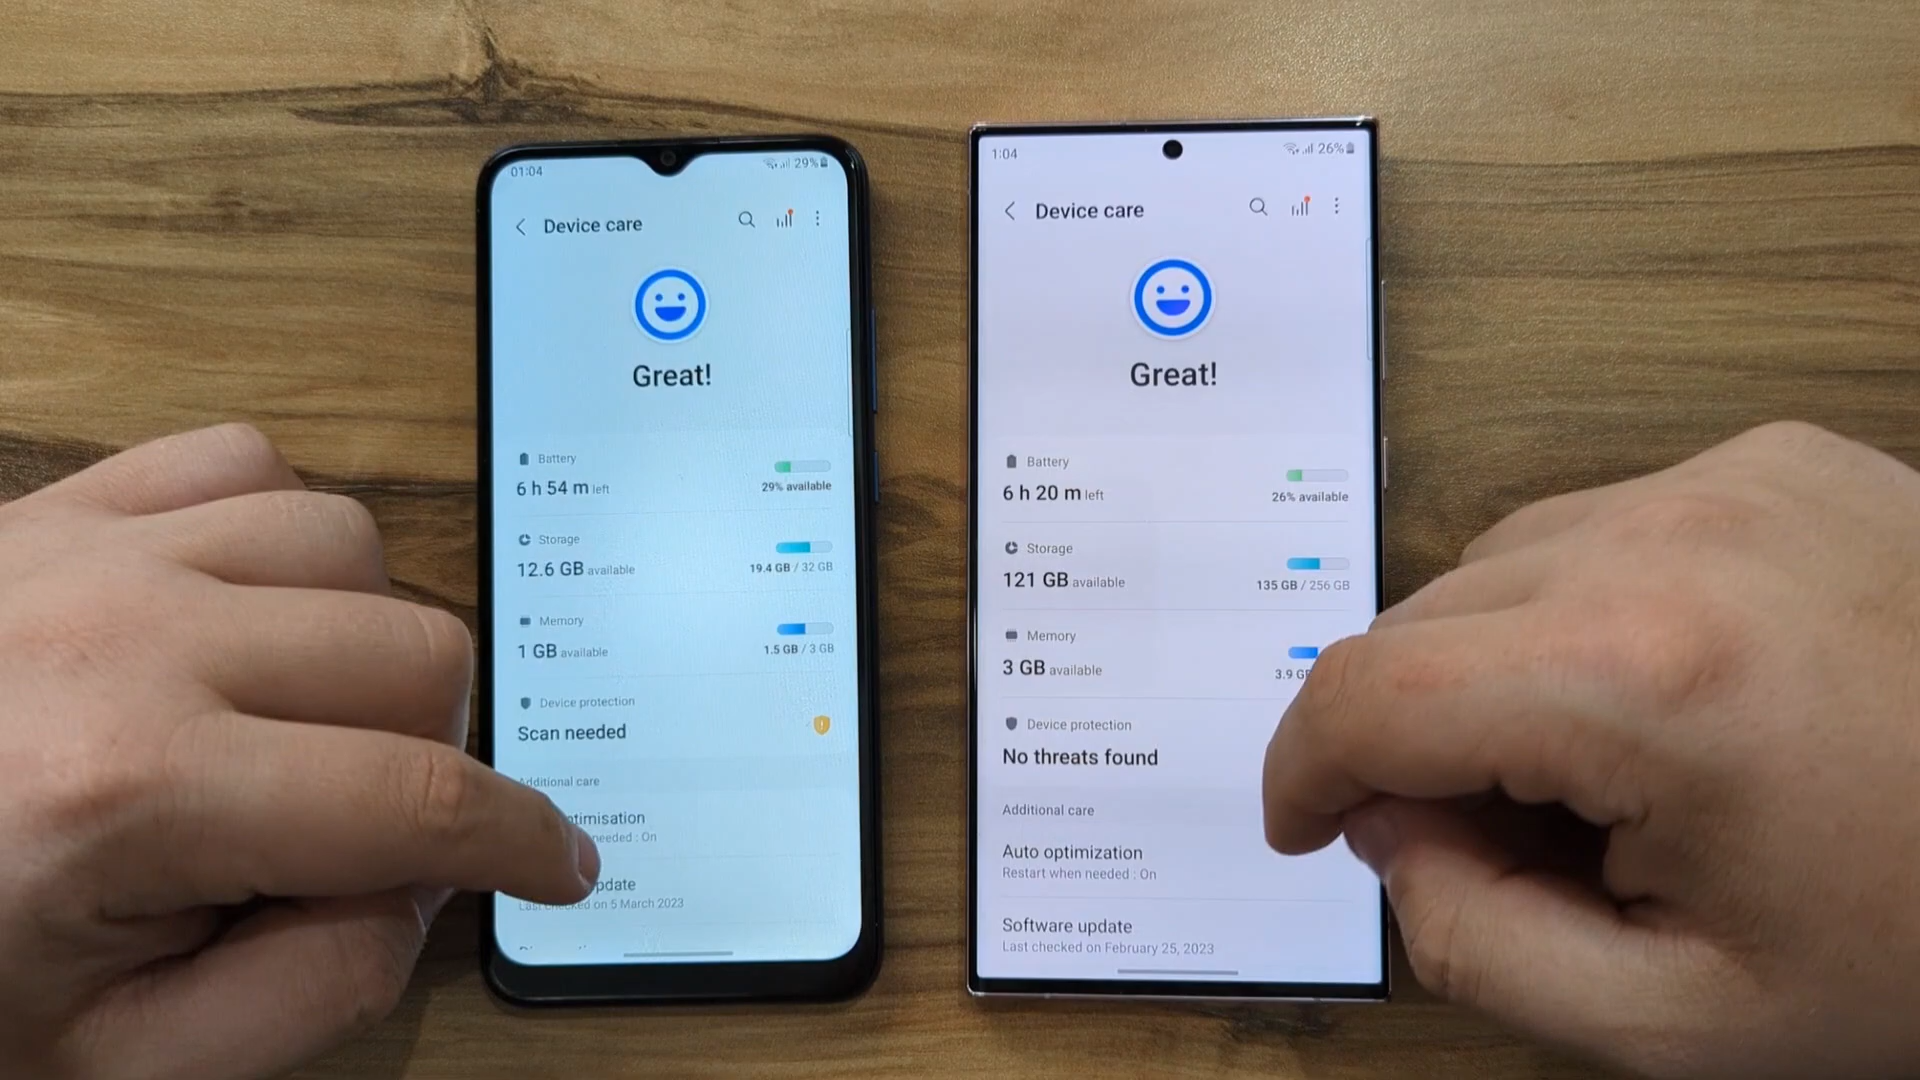 01:04
29%
Device care
Great!
Battery
6 h 54 m left
29% available
Storage
12.6 GB available
19.4 GB / 32 GB
Memory
1 GB available
1.5 GB / 3 GB
Device protection
Scan needed
Additional care
timisation
needed : On
pdate
Last checked on 5 March 2023
1:04
26%
Device care
Great!
Battery
6 h 20 m left
26% available
Storage
121 GB available
135 GB / 256 GB
Memory
3 GB available
3.9 G
Device protection
No threats found
Additional care
Auto optimization
Restart when needed : On
Software update
Last checked on February 25, 2023